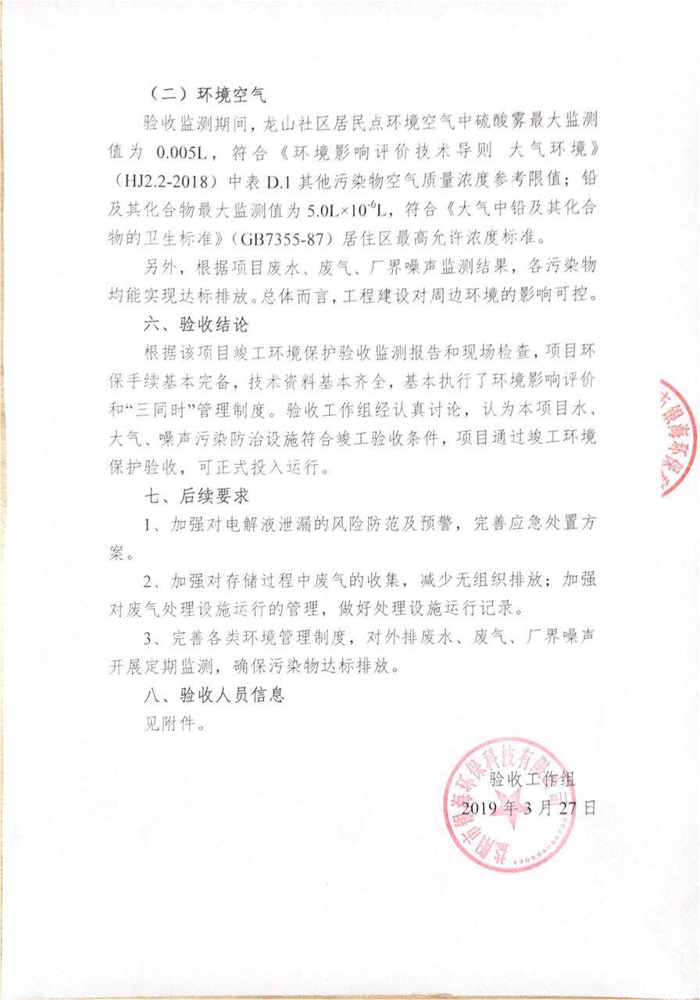 （二）环境空气
验收监测期间，龙山社区居民点环境空气中硫酸雾最大监测
值为 0.005L，符合《环境影响评价技术导则 大气环境》
（HJ2.2-2018）中表 D.1 其他污染物空气质量浓度参考限值；铅
及其化合物最大监测值为 5.0L×10⁻⁶L，符合《大气中铅及其化合
物的卫生标准》（GB7355-87）居住区最高允许浓度标准。
另外，根据项目废水、废气、厂界噪声监测结果，各污染物
均能实现达标排放。总体而言，工程建设对周边环境的影响可控。
六、验收结论
根据该项目竣工环境保护验收监测报告和现场检查，项目环
保手续基本完备，技术资料基本齐全，基本执行了环境影响评价
和“三同时”管理制度。验收工作组经认真讨论，认为本项目水、
大气、噪声污染防治设施符合竣工验收条件，项目通过竣工环境
保护验收，可正式投入运行。
七、后续要求
1、加强对电解液泄漏的风险防范及预警，完善应急处置方
案。
2、加强对存储过程中废气的收集，减少无组织排放；加强
对废气处理设施运行的管理，做好处理设施运行记录。
3、完善各类环境管理制度，对外排废水、废气、厂界噪声
开展定期监测，确保污染物达标排放。
八、验收人员信息
见附件。
验收工作组
2019 年 3 月 27 日
益阳市银海环保科技有限公司
市银海环保